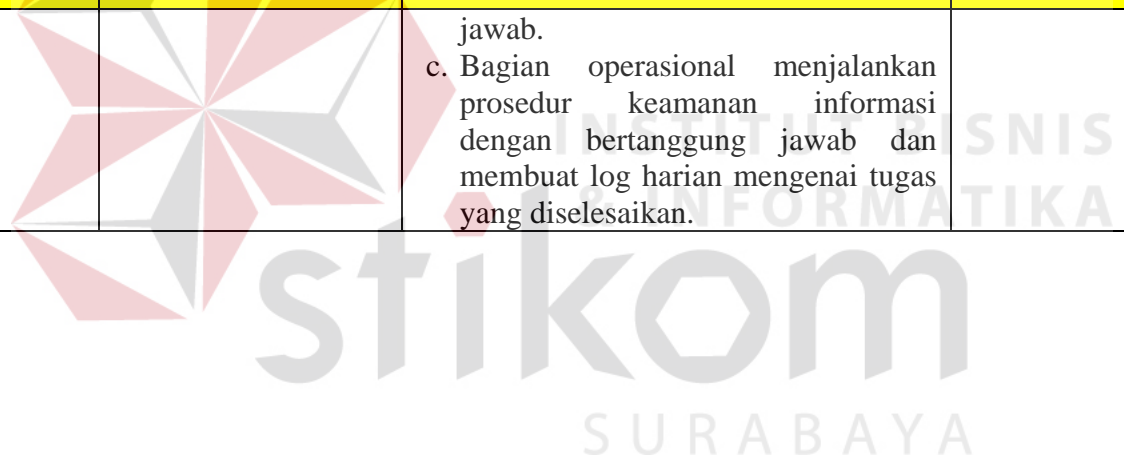 jawab.
c. Bagian operasional menjalankan
prosedur keamanan informasi
dengan bertanggung jawab dan
membuat log harian mengenai tugas
yang diselesaikan.
INSTITUT BISNIS
& INFORMATIKA
stikom
SURABAYA